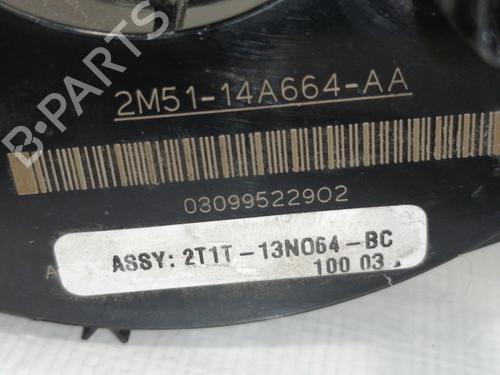 B-PARTS
2M51-14A664-AA
03099522902
ASSY: 2T1T-13N064-BC
100 03